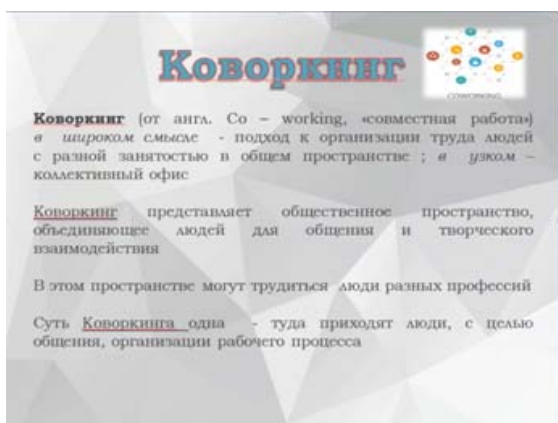 Коворкинг
COWORKING
Коворкинг (от англ. Co – working, «совместная работа»)
в широком смысле - подход к организации труда людей
с разной занятостью в общем пространстве ; в узком –
коллективный офис
Коворкинг представляет общественное пространство,
объединяющее людей для общения и творческого
взаимодействия
В этом пространстве могут трудиться люди разных профессий
Суть Коворкинга одна - туда приходят люди, с целью
общения, организации рабочего процесса